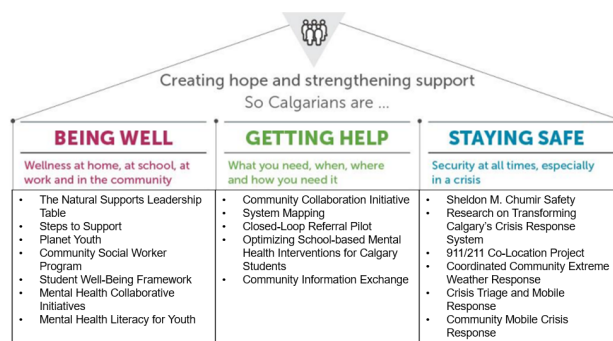 Creating hope and strengthening support
So Calgarians are ...
BEING WELL
Wellness at home, at school, at
work and in the community
• The Natural Supports Leadership
Table
• Steps to Support
• Planet Youth
• Community Social Worker
Program
• Student Well-Being Framework
• Mental Health Collaborative
Initiatives
• Mental Health Literacy for Youth
GETTING HELP
What you need, when, where
and how you need it
• Community Collaboration Initiative
• System Mapping
• Closed-Loop Referral Pilot
• Optimizing School-based Mental
Health Interventions for Calgary
Students
• Community Information Exchange
STAYING SAFE
Security at all times, especially
in a crisis
• Sheldon M. Chumir Safety
• Research on Transforming
Calgary's Crisis Response
System
• 911/211 Co-Location Project
• Coordinated Community Extreme
Weather Response
• Crisis Triage and Mobile
Response
• Community Mobile Crisis
Response